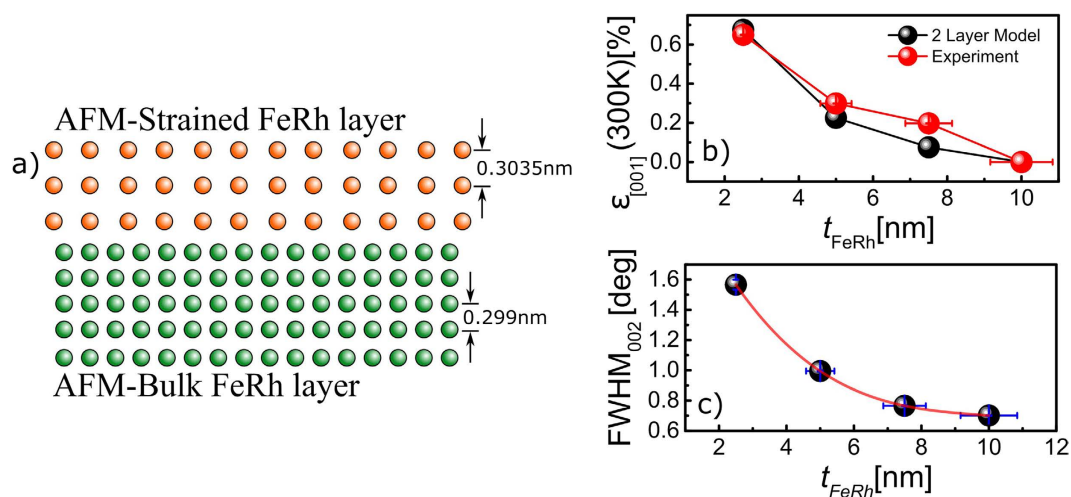 a)
AFM-Strained FeRh layer
0.3035nm
0.299nm
AFM-Bulk FeRh layer
b)
ε[001](300K)[%]
0.6
0.4
0.2
0.0
2 Layer Model
Experiment
2 4 6 8 10
tFeRh[nm]
c)
FWHM002 [deg]
1.6
1.4
1.2
1.0
0.8
0.6
2 4 6 8 10 12
tFeRh[nm]